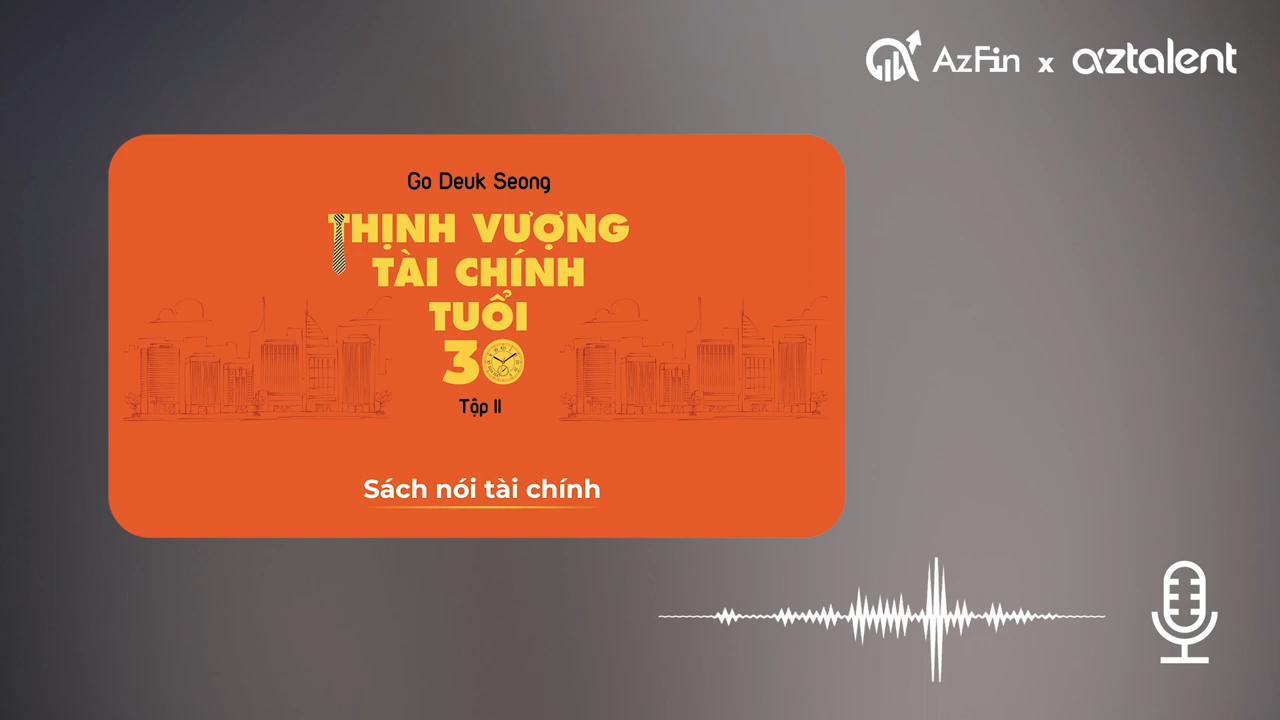 AzFin x aztalent
Go Deuk Seong
THỊNH VƯỢNG
TÀI CHÍNH
TUỔI
30
Tập II
Sách nói tài chính